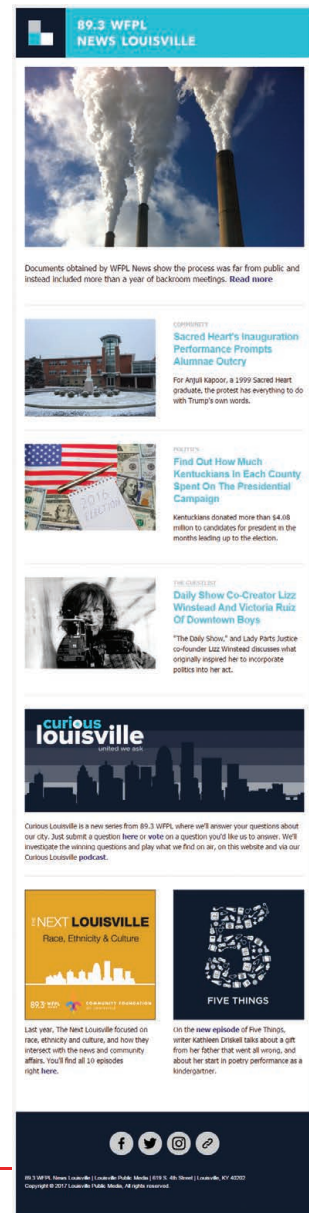 89.3 WFPL
NEWS LOUISVILLE
Documents obtained by WFPL News show the process was far from public and
instead included more than a year of backroom meetings. Read more
COMMUNITY
Sacred Heart's Inauguration
Performance Prompts
Alumnae Outcry
For Anjuli Kapoor, a 1999 Sacred Heart
graduate, the protest has everything to do
with Trump's own words.
POLITICS
Find Out How Much
Kentuckians In Each County
Spent On The Presidential
Campaign
Kentuckians donated more than $4.08
million to candidates for president in the
months leading up to the election.
2016
ELECTION
Daily Show Co-Creator Lizz
Winstead And Victoria Ruiz
Of Downtown Boys
"The Daily Show," and Lady Parts Justice
co-founder Lizz Winstead discusses what
originally inspired her to incorporate
politics into her act.
curious
louisville
united we ask
Curious Louisville is a new series from 89.3 WFPL where we'll answer your questions about
our city. Just submit a question here or vote on a question you'd like us to answer. We'll
investigate the winning questions and play what we find on air, on this website and via our
Curious Louisville podcast.
THE NEXT LOUISVILLE
Race, Ethnicity & Culture
89.3 WFPL
COMMUNITY FOUNDATION
OF LOUISVILLE
Last year, The Next Louisville focused on
race, ethnicity and culture, and how they
intersect with the news and community
affairs. You'll find all 10 episodes
right here.
5
FIVE THINGS
On the new episode of Five Things,
writer Kathleen Driskell talks about a gift
from her father that went all wrong, and
about her start in poetry performance as a
kindergartner.
89.3 WFPL News Louisville | Louisville Public Media | 619 S. 4th Street | Louisville, KY 40202
Copyright © 2017 Louisville Public Media, All rights reserved.